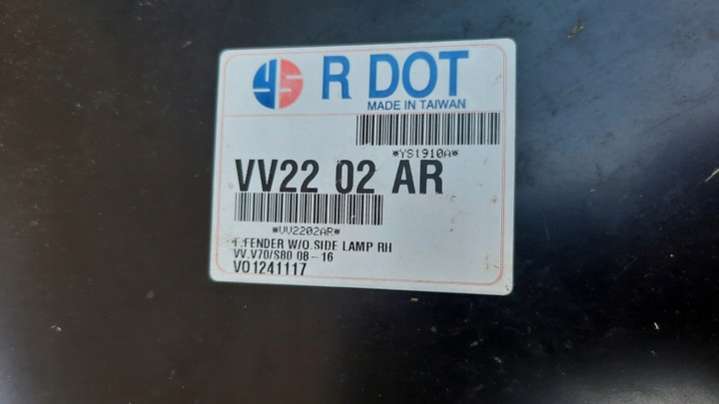 YS R DOT
MADE IN TAIWAN
*YS1910A*
VV22 02 AR
*VV2202AR*
F.FENDER W/O.SIDE LAMP RH
VV.V70/S80 08-16
VO1241117